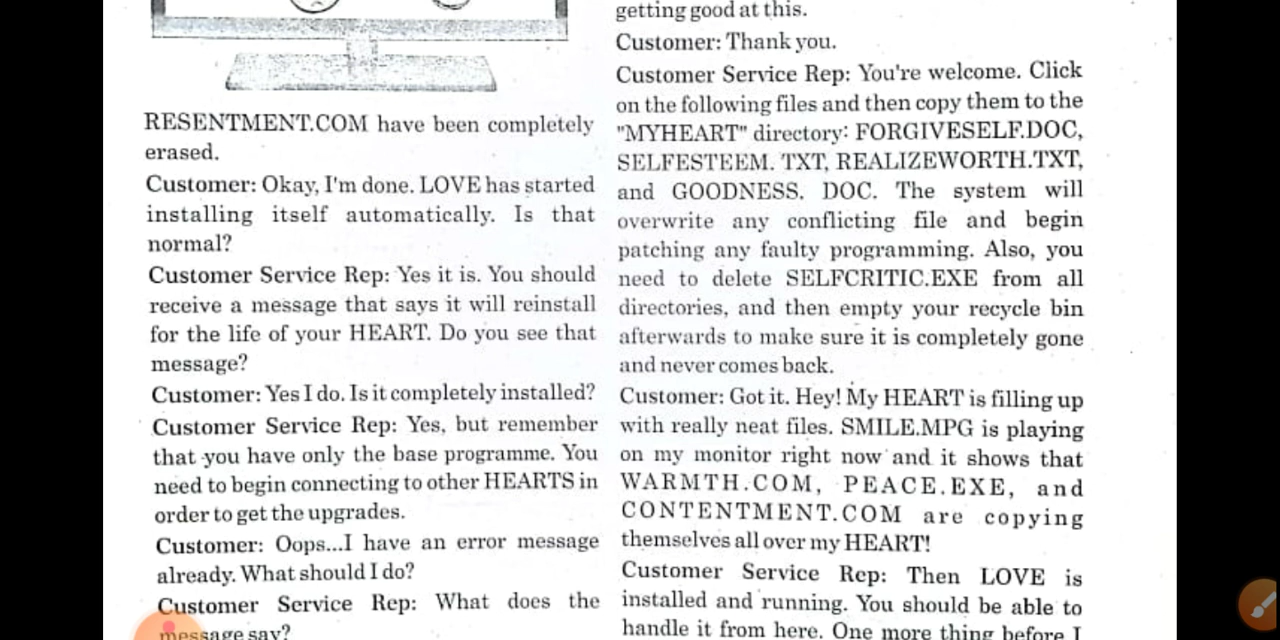 RESENTMENT.COM have been completely
erased.
Customer: Okay, I'm done. LOVE has started
installing itself automatically. Is that
normal?
Customer Service Rep: Yes it is. You should
receive a message that says it will reinstall
for the life of your HEART. Do you see that
message?
Customer: Yes I do. Is it completely installed?
Customer Service Rep: Yes, but remember
that you have only the base programme. You
need to begin connecting to other HEARTS in
order to get the upgrades.
Customer: Oops...I have an error message
already. What should I do?
Customer Service Rep: What does the
message say?
getting good at this.
Customer: Thank you.
Customer Service Rep: You're welcome. Click
on the following files and then copy them to the
"MYHEART" directory: FORGIVESELF.DOC,
SELFESTEEM. TXT, REALIZEWORTH.TXT,
and GOODNESS. DOC. The system will
overwrite any conflicting file and begin
patching any faulty programming. Also, you
need to delete SELFCRITIC.EXE from all
directories, and then empty your recycle bin
afterwards to make sure it is completely gone
and never comes back.
Customer: Got it. Hey! My HEART is filling up
with really neat files. SMILE.MPG is playing
on my monitor right now and it shows that
WARMTH.COM, PEACE.EXE, and
CONTENTMENT.COM are copying
themselves all over my HEART!
Customer Service Rep: Then LOVE is
installed and running. You should be able to
handle it from here. One more thing before I